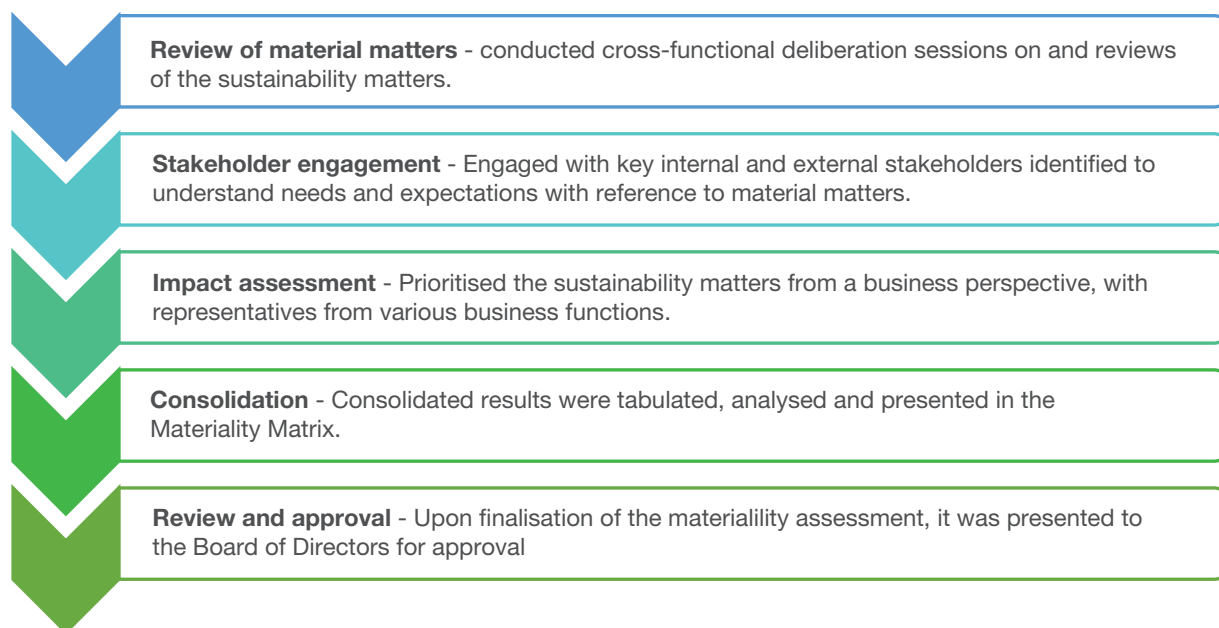 Review of material matters - conducted cross-functional deliberation sessions on and reviews
of the sustainability matters.
Stakeholder engagement - Engaged with key internal and external stakeholders identified to
understand needs and expectations with reference to material matters.
Impact assessment - Prioritised the sustainability matters from a business perspective, with
representatives from various business functions.
Consolidation - Consolidated results were tabulated, analysed and presented in the
Materiality Matrix.
Review and approval - Upon finalisation of the materialility assessment, it was presented to
the Board of Directors for approval